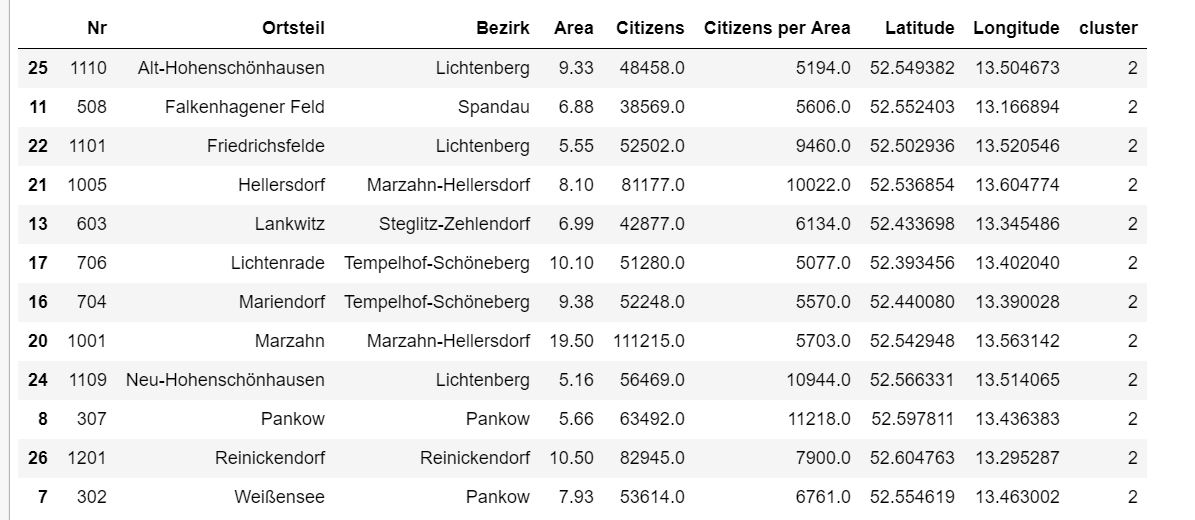 Nr Ortsteil Bezirk Area Citizens Citizens per Area Latitude Longitude cluster
25 1110 Alt-Hohenschönhausen Lichtenberg 9.33 48458.0 5194.0 52.549382 13.504673 2
11 508 Falkenhagener Feld Spandau 6.88 38569.0 5606.0 52.552403 13.166894 2
22 1101 Friedrichsfelde Lichtenberg 5.55 52502.0 9460.0 52.502936 13.520546 2
21 1005 Hellersdorf Marzahn-Hellersdorf 8.10 81177.0 10022.0 52.536854 13.604774 2
13 603 Lankwitz Steglitz-Zehlendorf 6.99 42877.0 6134.0 52.433698 13.345486 2
17 706 Lichtenrade Tempelhof-Schöneberg 10.10 51280.0 5077.0 52.393456 13.402040 2
16 704 Mariendorf Tempelhof-Schöneberg 9.38 52248.0 5570.0 52.440080 13.390028 2
20 1001 Marzahn Marzahn-Hellersdorf 19.50 111215.0 5703.0 52.542948 13.563142 2
24 1109 Neu-Hohenschönhausen Lichtenberg 5.16 56469.0 10944.0 52.566331 13.514065 2
8 307 Pankow Pankow 5.66 63492.0 11218.0 52.597811 13.436383 2
26 1201 Reinickendorf Reinickendorf 10.50 82945.0 7900.0 52.604763 13.295287 2
7 302 Weißensee Pankow 7.93 53614.0 6761.0 52.554619 13.463002 2